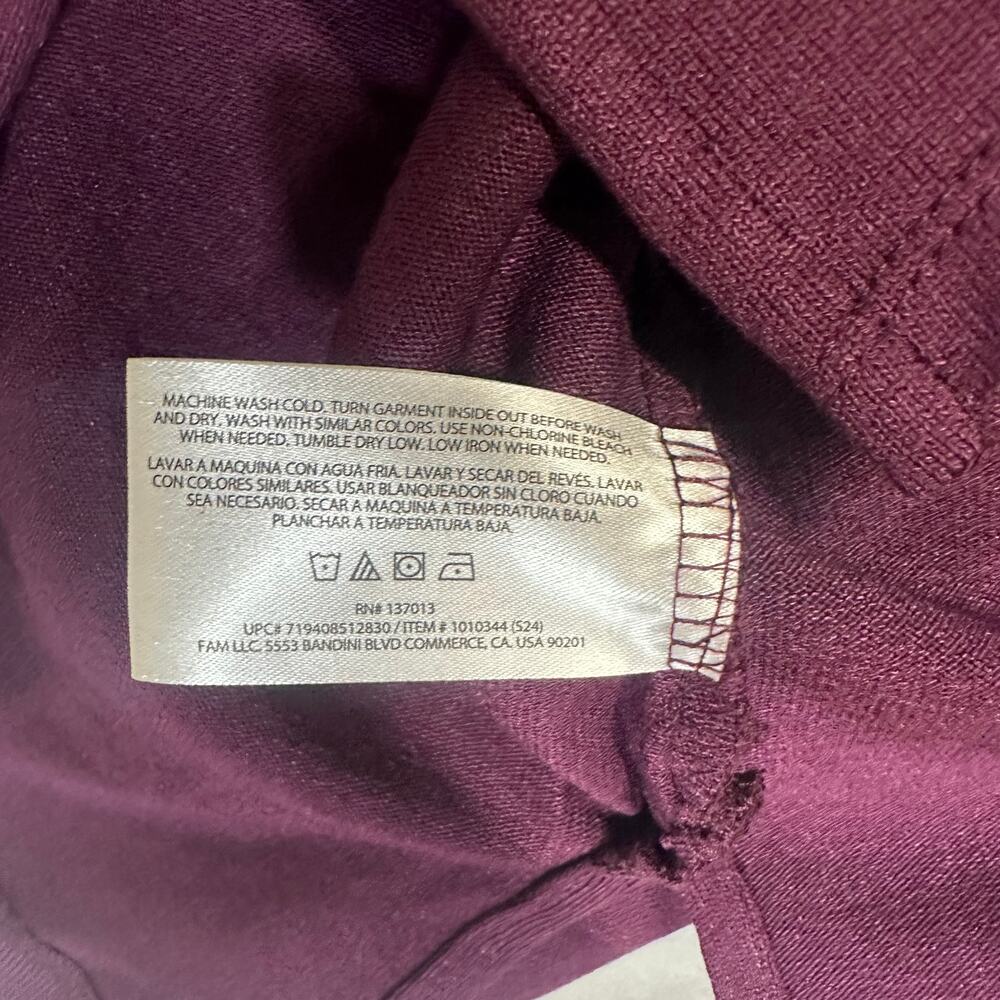 MACHINE WASH COLD. TURN GARMENT INSIDE OUT BEFORE WASH
AND DRY. WASH WITH SIMILAR COLORS. USE NON-CHLORINE BLEACH
WHEN NEEDED. TUMBLE DRY LOW. LOW IRON WHEN NEEDED.
LAVAR A MAQUINA CON AGUA FRIA. LAVAR Y SECAR DEL REVÉS. LAVAR
CON COLORES SIMILARES. USAR BLANQUEADOR SIN CLORO CUANDO
SEA NECESARIO. SECAR A MAQUINA A TEMPERATURA BAJA.
PLANCHAR A TEMPERATURA BAJA.
RN# 137013
UPC# 719408512830 / ITEM # 1010344 (S24)
FAM LLC. 5553 BANDINI BLVD COMMERCE, CA. USA 90201